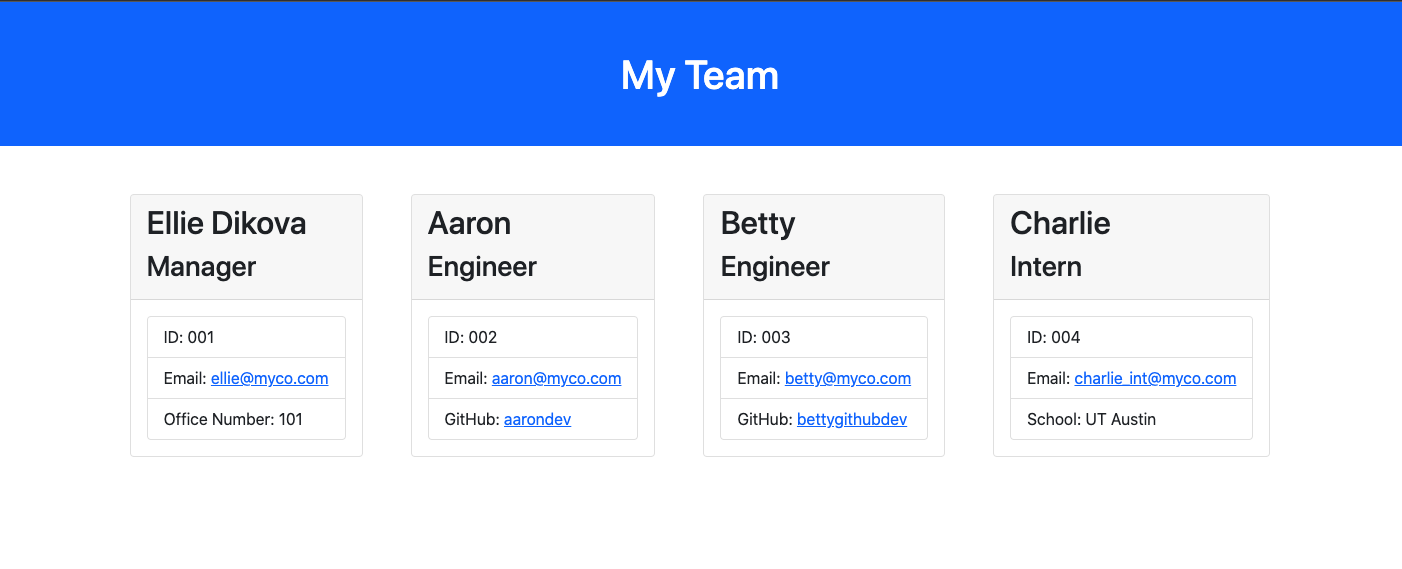 My Team
Ellie Dikova
Manager
ID: 001
Email: ellie@myco.com
Office Number: 101
Aaron
Engineer
ID: 002
Email: aaron@myco.com
GitHub: aarondev
Betty
Engineer
ID: 003
Email: betty@myco.com
GitHub: bettygithubdev
Charlie
Intern
ID: 004
Email: charlie_int@myco.com
School: UT Austin